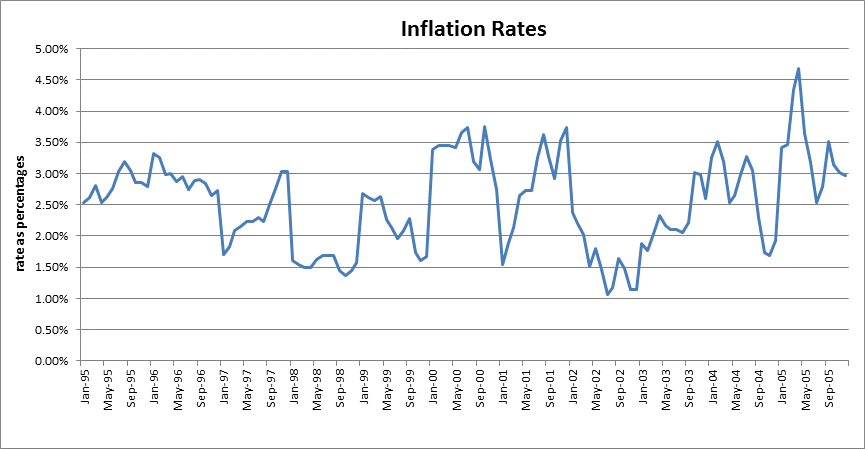 Inflation Rates
rate as percentages
5.00%
4.50%
4.00%
3.50%
3.00%
2.50%
2.00%
1.50%
1.00%
0.50%
0.00%
Jan-95
May-95
Sep-95
Jan-96
May-96
Sep-96
Jan-97
May-97
Sep-97
Jan-98
May-98
Sep-98
Jan-99
May-99
Sep-99
Jan-00
May-00
Sep-00
Jan-01
May-01
Sep-01
Jan-02
May-02
Sep-02
Jan-03
May-03
Sep-03
Jan-04
May-04
Sep-04
Jan-05
May-05
Sep-05